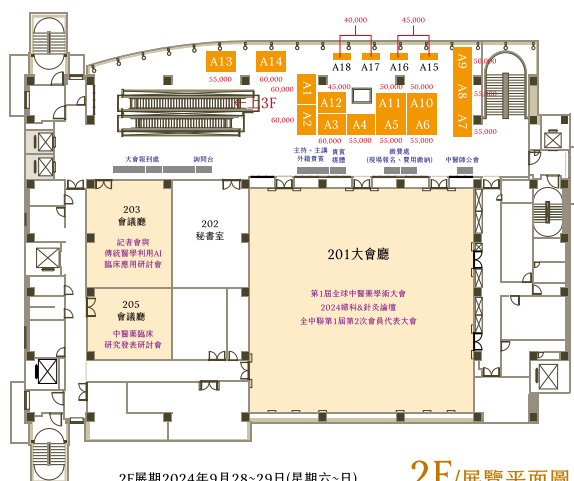 40,000
45,000
A13
A14
A18
A17
A16
A15
A9
50,000
55,000
60,000
60,000
A1
45,000
50,000
50,000
A8
55,000
A12
A11
A10
上3F
A2
60,000
A3
A4
A5
A6
A7
55,000
60,000
55,000
55,000
55,000
大會報到處
詢問台
主持、主講
外籍貴賓
貴賓
媒體
繳費處
(現場報名、費用繳納)
中醫師公會
203
會議廳
記者會與
傳統醫學利用AI
臨床應用研討會
202
秘書室
201大會廳
第1屆全球中醫藥學術大會
2024婦科&針灸論壇
全中聯第1屆第2次會員代表大會
205
會議廳
中醫藥臨床
研究發表研討會
2F展期2024年9月28~29日(星期六~日)
2F/展覽平面圖